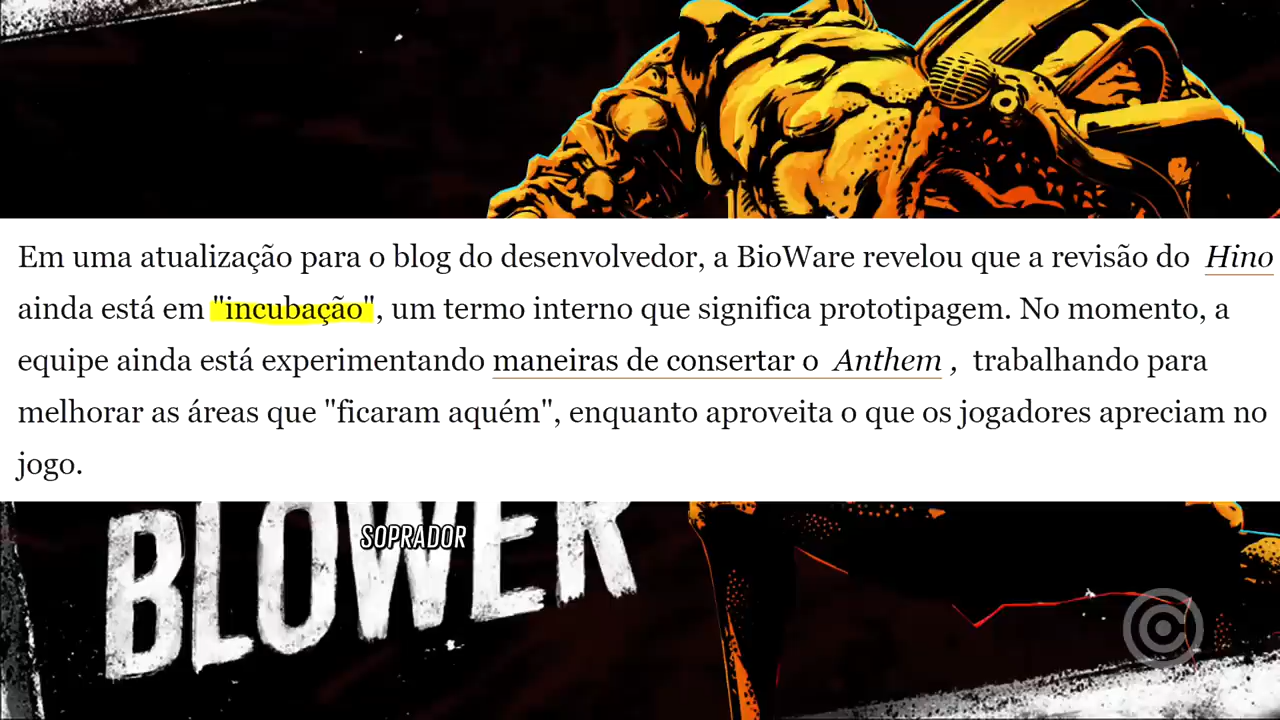 Em uma atualização para o blog do desenvolvedor, a BioWare revelou que a revisão do Hino
ainda está em "incubação", um termo interno que significa prototipagem. No momento, a
equipe ainda está experimentando maneiras de consertar o Anthem , trabalhando para
melhorar as áreas que "ficaram aquém", enquanto aproveita o que os jogadores apreciam no
jogo.
BLOWER
SOPRADOR